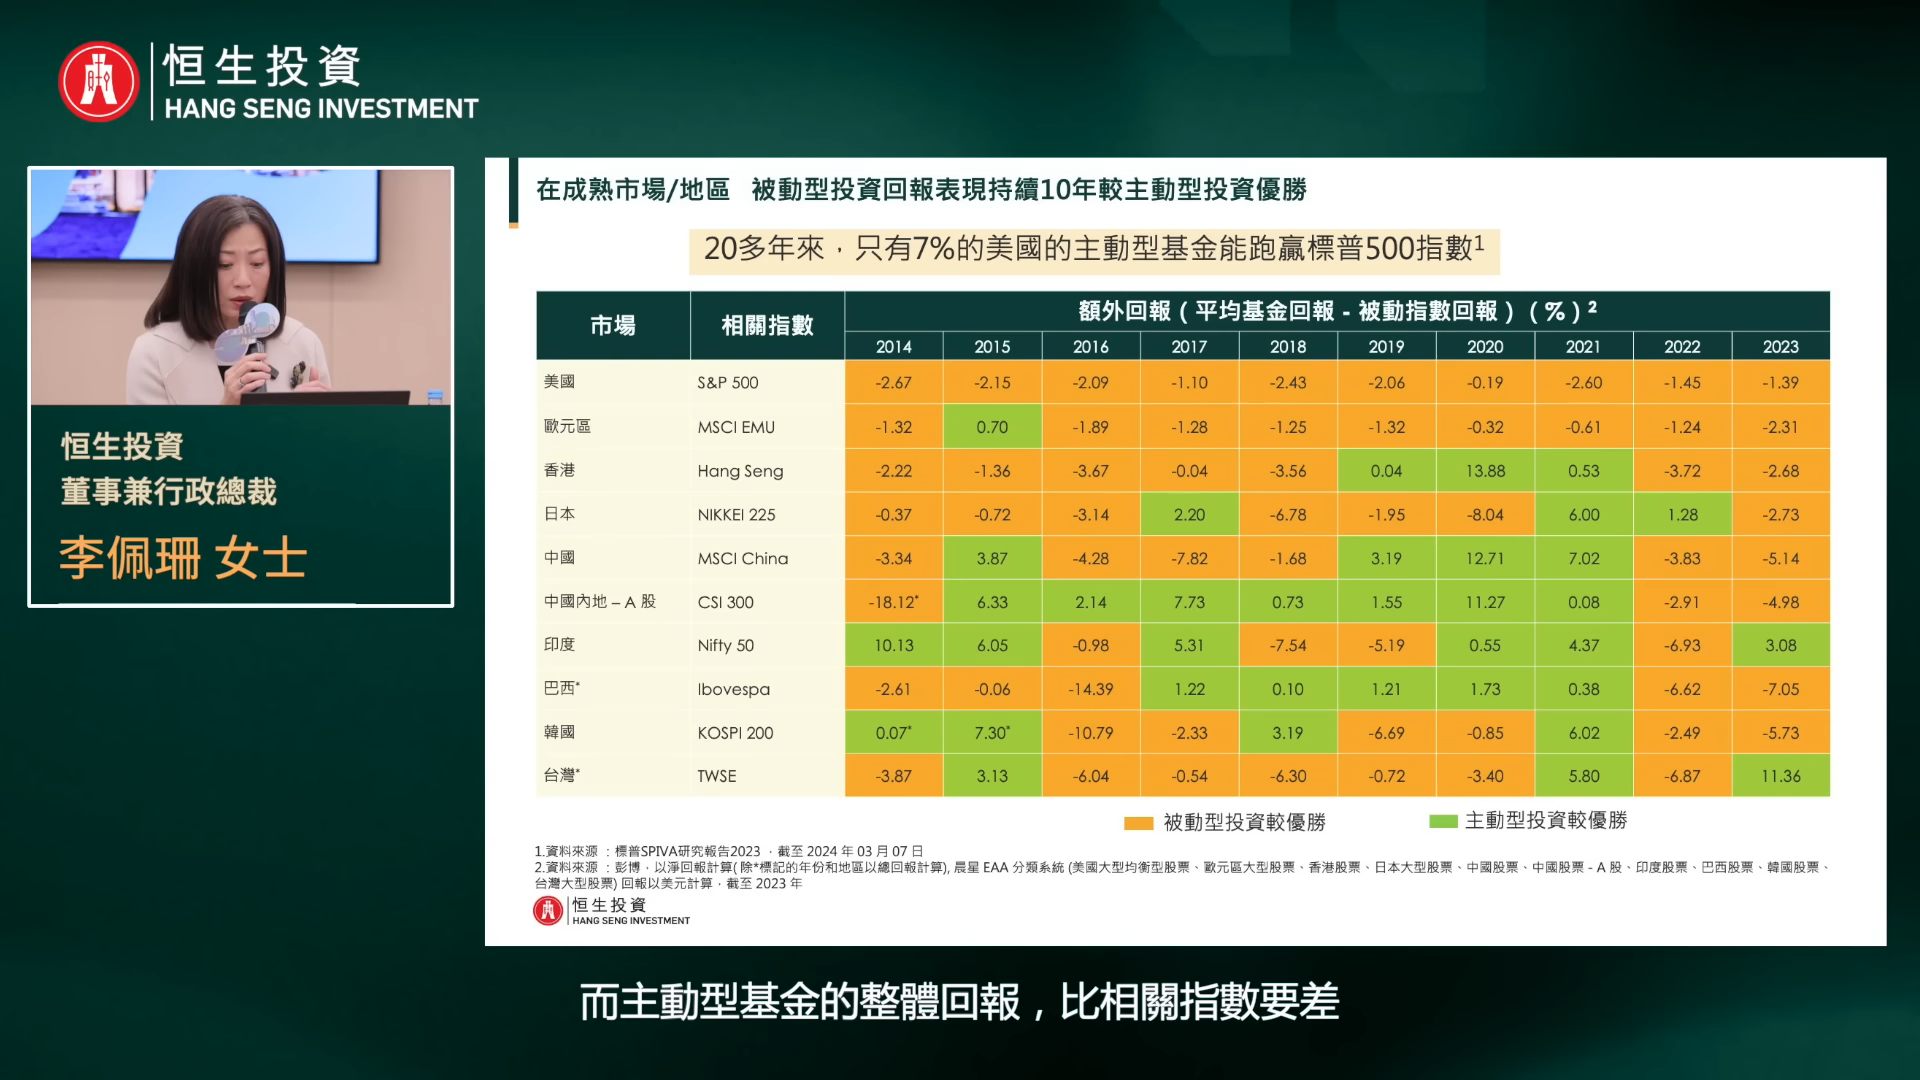 恒生投資
HANG SENG INVESTMENT
恒生投資
董事兼行政總裁
李佩珊 女士
在成熟市場/地區 被動型投資回報表現持續10年較主動型投資優勝
20多年來，只有7%的美國的主動型基金能跑贏標普500指數¹
市場 相關指數 額外回報 ( 平均基金回報 - 被動指數回報 ) ( % ) ²
2014 2015 2016 2017 2018 2019 2020 2021 2022 2023
美國 S&P 500 -2.67 -2.15 -2.09 -1.10 -2.43 -2.06 -0.19 -2.60 -1.45 -1.39
歐元區 MSCI EMU -1.32 0.70 -1.89 -1.28 -1.25 -1.32 -0.32 -0.61 -1.24 -2.31
香港 Hang Seng -2.22 -1.36 -3.67 -0.04 -3.56 0.04 13.88 0.53 -3.72 -2.68
日本 NIKKEI 225 -0.37 -0.72 -3.14 2.20 -6.78 -1.95 -8.04 6.00 1.28 -2.73
中國 MSCI China -3.34 3.87 -4.28 -7.82 -1.68 3.19 12.71 7.02 -3.83 -5.14
中國內地 – A 股 CSI 300 -18.12* 6.33 2.14 7.73 0.73 1.55 11.27 0.08 -2.91 -4.98
印度 Nifty 50 10.13 6.05 -0.98 5.31 -7.54 -5.19 0.55 4.37 -6.93 3.08
巴西* Ibovespa -2.61 -0.06 -14.39 1.22 0.10 1.21 1.73 0.38 -6.62 -7.05
韓國 KOSPI 200 0.07* 7.30* -10.79 -2.33 3.19 -6.69 -0.85 6.02 -2.49 -5.73
台灣* TWSE -3.87 3.13 -6.04 -0.54 -6.30 -0.72 -3.40 5.80 -6.87 11.36
被動型投資較優勝 主動型投資較優勝
1.資料來源 ：標普SPIVA研究報告2023 ，截至 2024 年 03 月 07 日
2.資料來源 ：彭博，以淨回報計算( 除*標記的年份和地區以總回報計算), 晨星 EAA 分類系統 (美國大型均衡型股票、歐元區大型股票、香港股票、日本大型股票、中國股票、中國股票 - A 股、印度股票、巴西股票、韓國股票、
台灣大型股票) 回報以美元計算，截至 2023 年
恒生投資
HANG SENG INVESTMENT
而主動型基金的整體回報，比相關指數要差